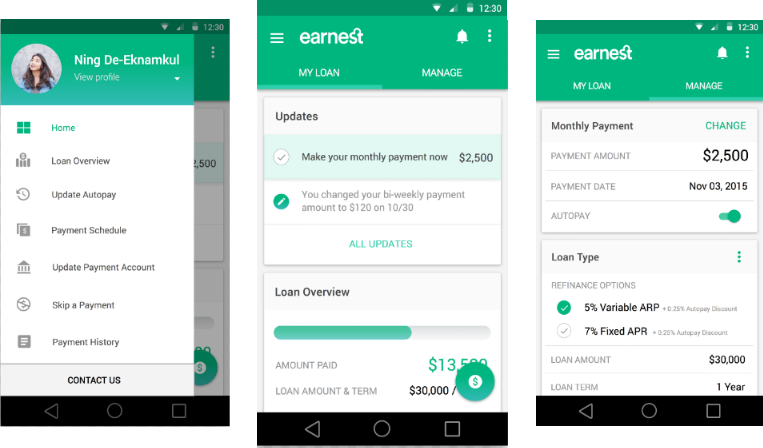 12:30
Ning De-Eknamkul
View profile
Home
Loan Overview
Update Autopay
Payment Schedule
Update Payment Account
Skip a Payment
Payment History
CONTACT US
,500
12:30
earnest
MY LOAN MANAGE
Updates
Make your monthly payment now $2,500
You changed your bi-weekly payment
amount to $120 on 10/30
ALL UPDATES
Loan Overview
AMOUNT PAID $13,500
LOAN AMOUNT & TERM $30,000 /
12:30
earnest
MY LOAN MANAGE
Monthly Payment CHANGE
PAYMENT AMOUNT $2,500
PAYMENT DATE Nov 03, 2015
AUTOPAY
Loan Type
REFINANCE OPTIONS
5% Variable ARP + 0.25% Autopay Discount
7% Fixed APR + 0.25% Autopay Discount
LOAN AMOUNT $30,000
LOAN TERM 1 Year